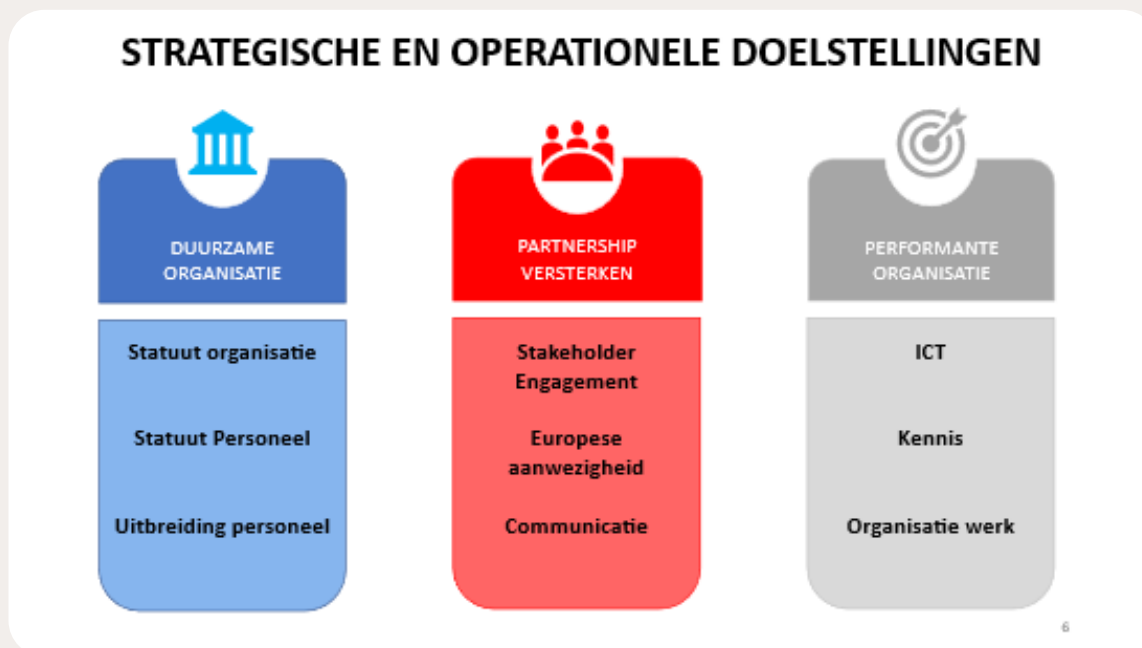 STRATEGISCHE EN OPERATIONELE DOELSTELLINGEN
DUURZAME
ORGANISATIE
Statuut organisatie
Statuut Personeel
Uitbreiding personeel
PARTNERSHIP
VERSTERKEN
Stakeholder
Engagement
Europese
aanwezigheid
Communicatie
PERFORMANTE
ORGANISATIE
ICT
Kennis
Organisatie werk
6